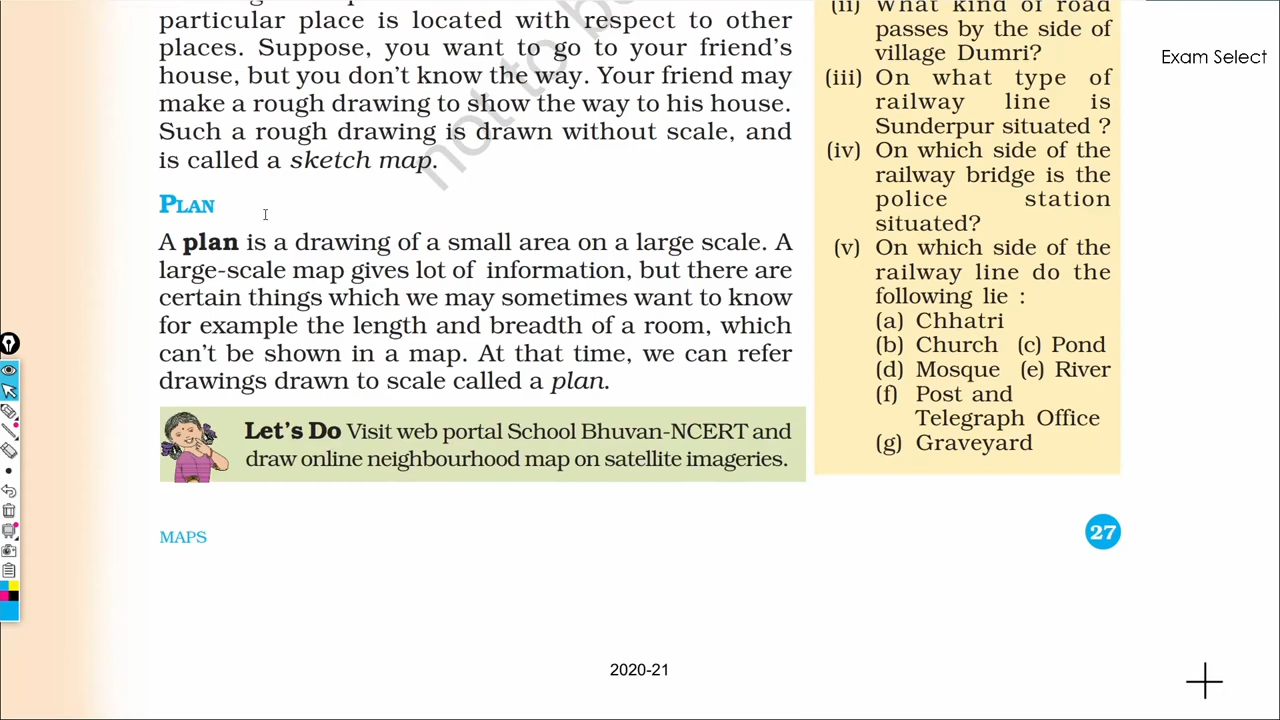 particular place is located with respect to other
places. Suppose, you want to go to your friend's
house, but you don't know the way. Your friend may
make a rough drawing to show the way to his house.
Such a rough drawing is drawn without scale, and
is called a sketch map.
PLAN
A plan is a drawing of a small area on a large scale. A
large-scale map gives lot of information, but there are
certain things which we may sometimes want to know
for example the length and breadth of a room, which
can't be shown in a map. At that time, we can refer
drawings drawn to scale called a plan.
Let's Do Visit web portal School Bhuvan-NCERT and
draw online neighbourhood map on satellite imageries.
(ii) What kind of road
passes by the side of
village Dumri?
(iii) On what type of
railway line is
Sunderpur situated ?
(iv) On which side of the
railway bridge is the
police station
situated?
(v) On which side of the
railway line do the
following lie :
(a) Chhatri
(b) Church (c) Pond
(d) Mosque (e) River
(f) Post and
Telegraph Office
(g) Graveyard
Exam Select
not to be
MAPS
27
2020-21